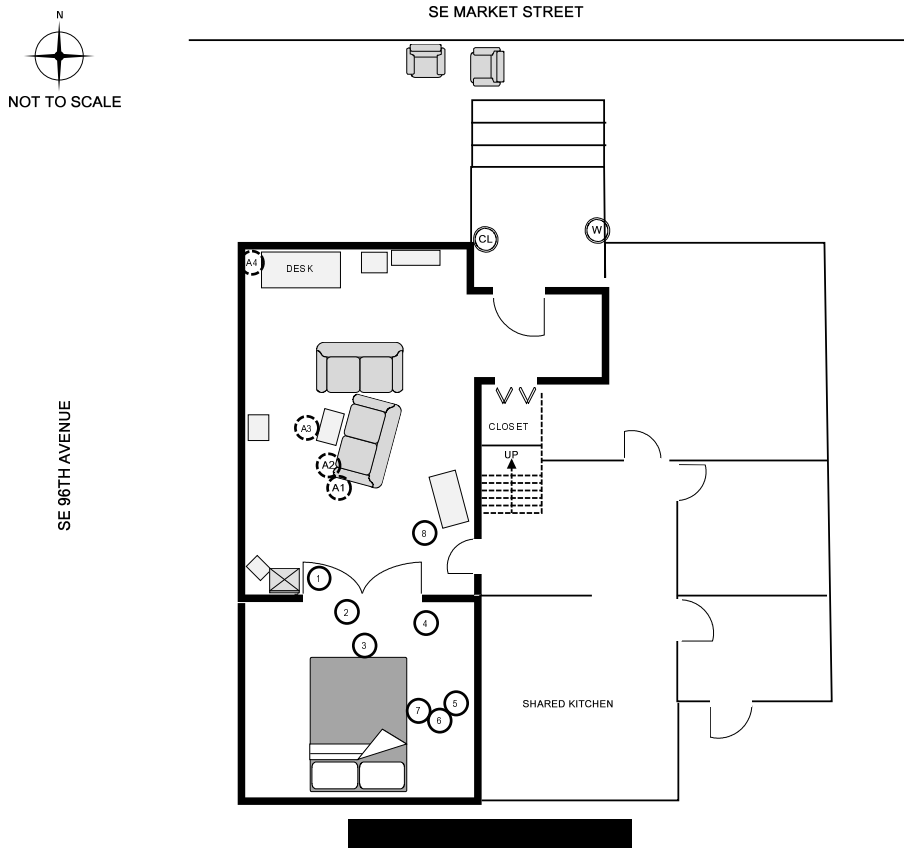 SE MARKET STREET
N
NOT TO SCALE
CL
W
A4
DESK
SE 96TH AVENUE
A3
CLOSET
UP
A2
A1
8
1
2
4
3
5
7
6
SHARED KITCHEN